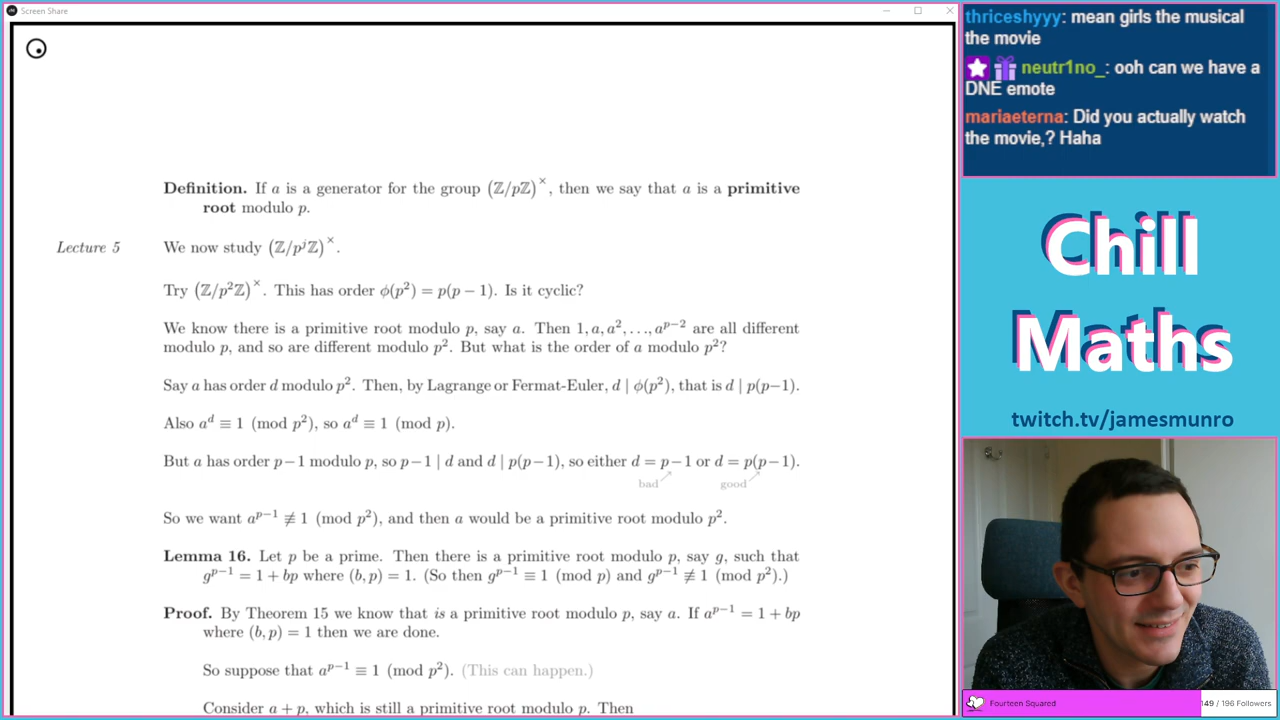 Screen Share
Definition. If a is a generator for the group (ℤ/pℤ)^×, then we say that a is a primitive
root modulo p.
Lecture 5 We now study (ℤ/p^jℤ)^×.
Try (ℤ/p²ℤ)^×. This has order ϕ(p²) = p(p − 1). Is it cyclic?
We know there is a primitive root modulo p, say a. Then 1, a, a², . . . , a^{p−2} are all different
modulo p, and so are different modulo p². But what is the order of a modulo p²?
Say a has order d modulo p². Then, by Lagrange or Fermat-Euler, d | ϕ(p²), that is d | p(p−1).
Also a^d ≡ 1 (mod p²), so a^d ≡ 1 (mod p).
But a has order p−1 modulo p, so p−1 | d and d | p(p−1), so either d = p−1 or d = p(p−1).
bad good
So we want a^{p−1} ≢ 1 (mod p²), and then a would be a primitive root modulo p².
Lemma 16. Let p be a prime. Then there is a primitive root modulo p, say g, such that
g^{p−1} = 1 + bp where (b, p) = 1. (So then g^{p−1} ≡ 1 (mod p) and g^{p−1} ≢ 1 (mod p²).)
Proof. By Theorem 15 we know that is a primitive root modulo p, say a. If a^{p−1} = 1 + bp
where (b, p) = 1 then we are done.
So suppose that a^{p−1} ≡ 1 (mod p²). (This can happen.)
Consider a + p, which is still a primitive root modulo p. Then
thriceshyyy: mean girls the musical
the movie
neutr1no_: ooh can we have a
DNE emote
mariaeterna: Did you actually watch
the movie,? Haha
Chill
Maths
twitch.tv/jamesmunro
Fourteen Squared 149 / 196 Followers